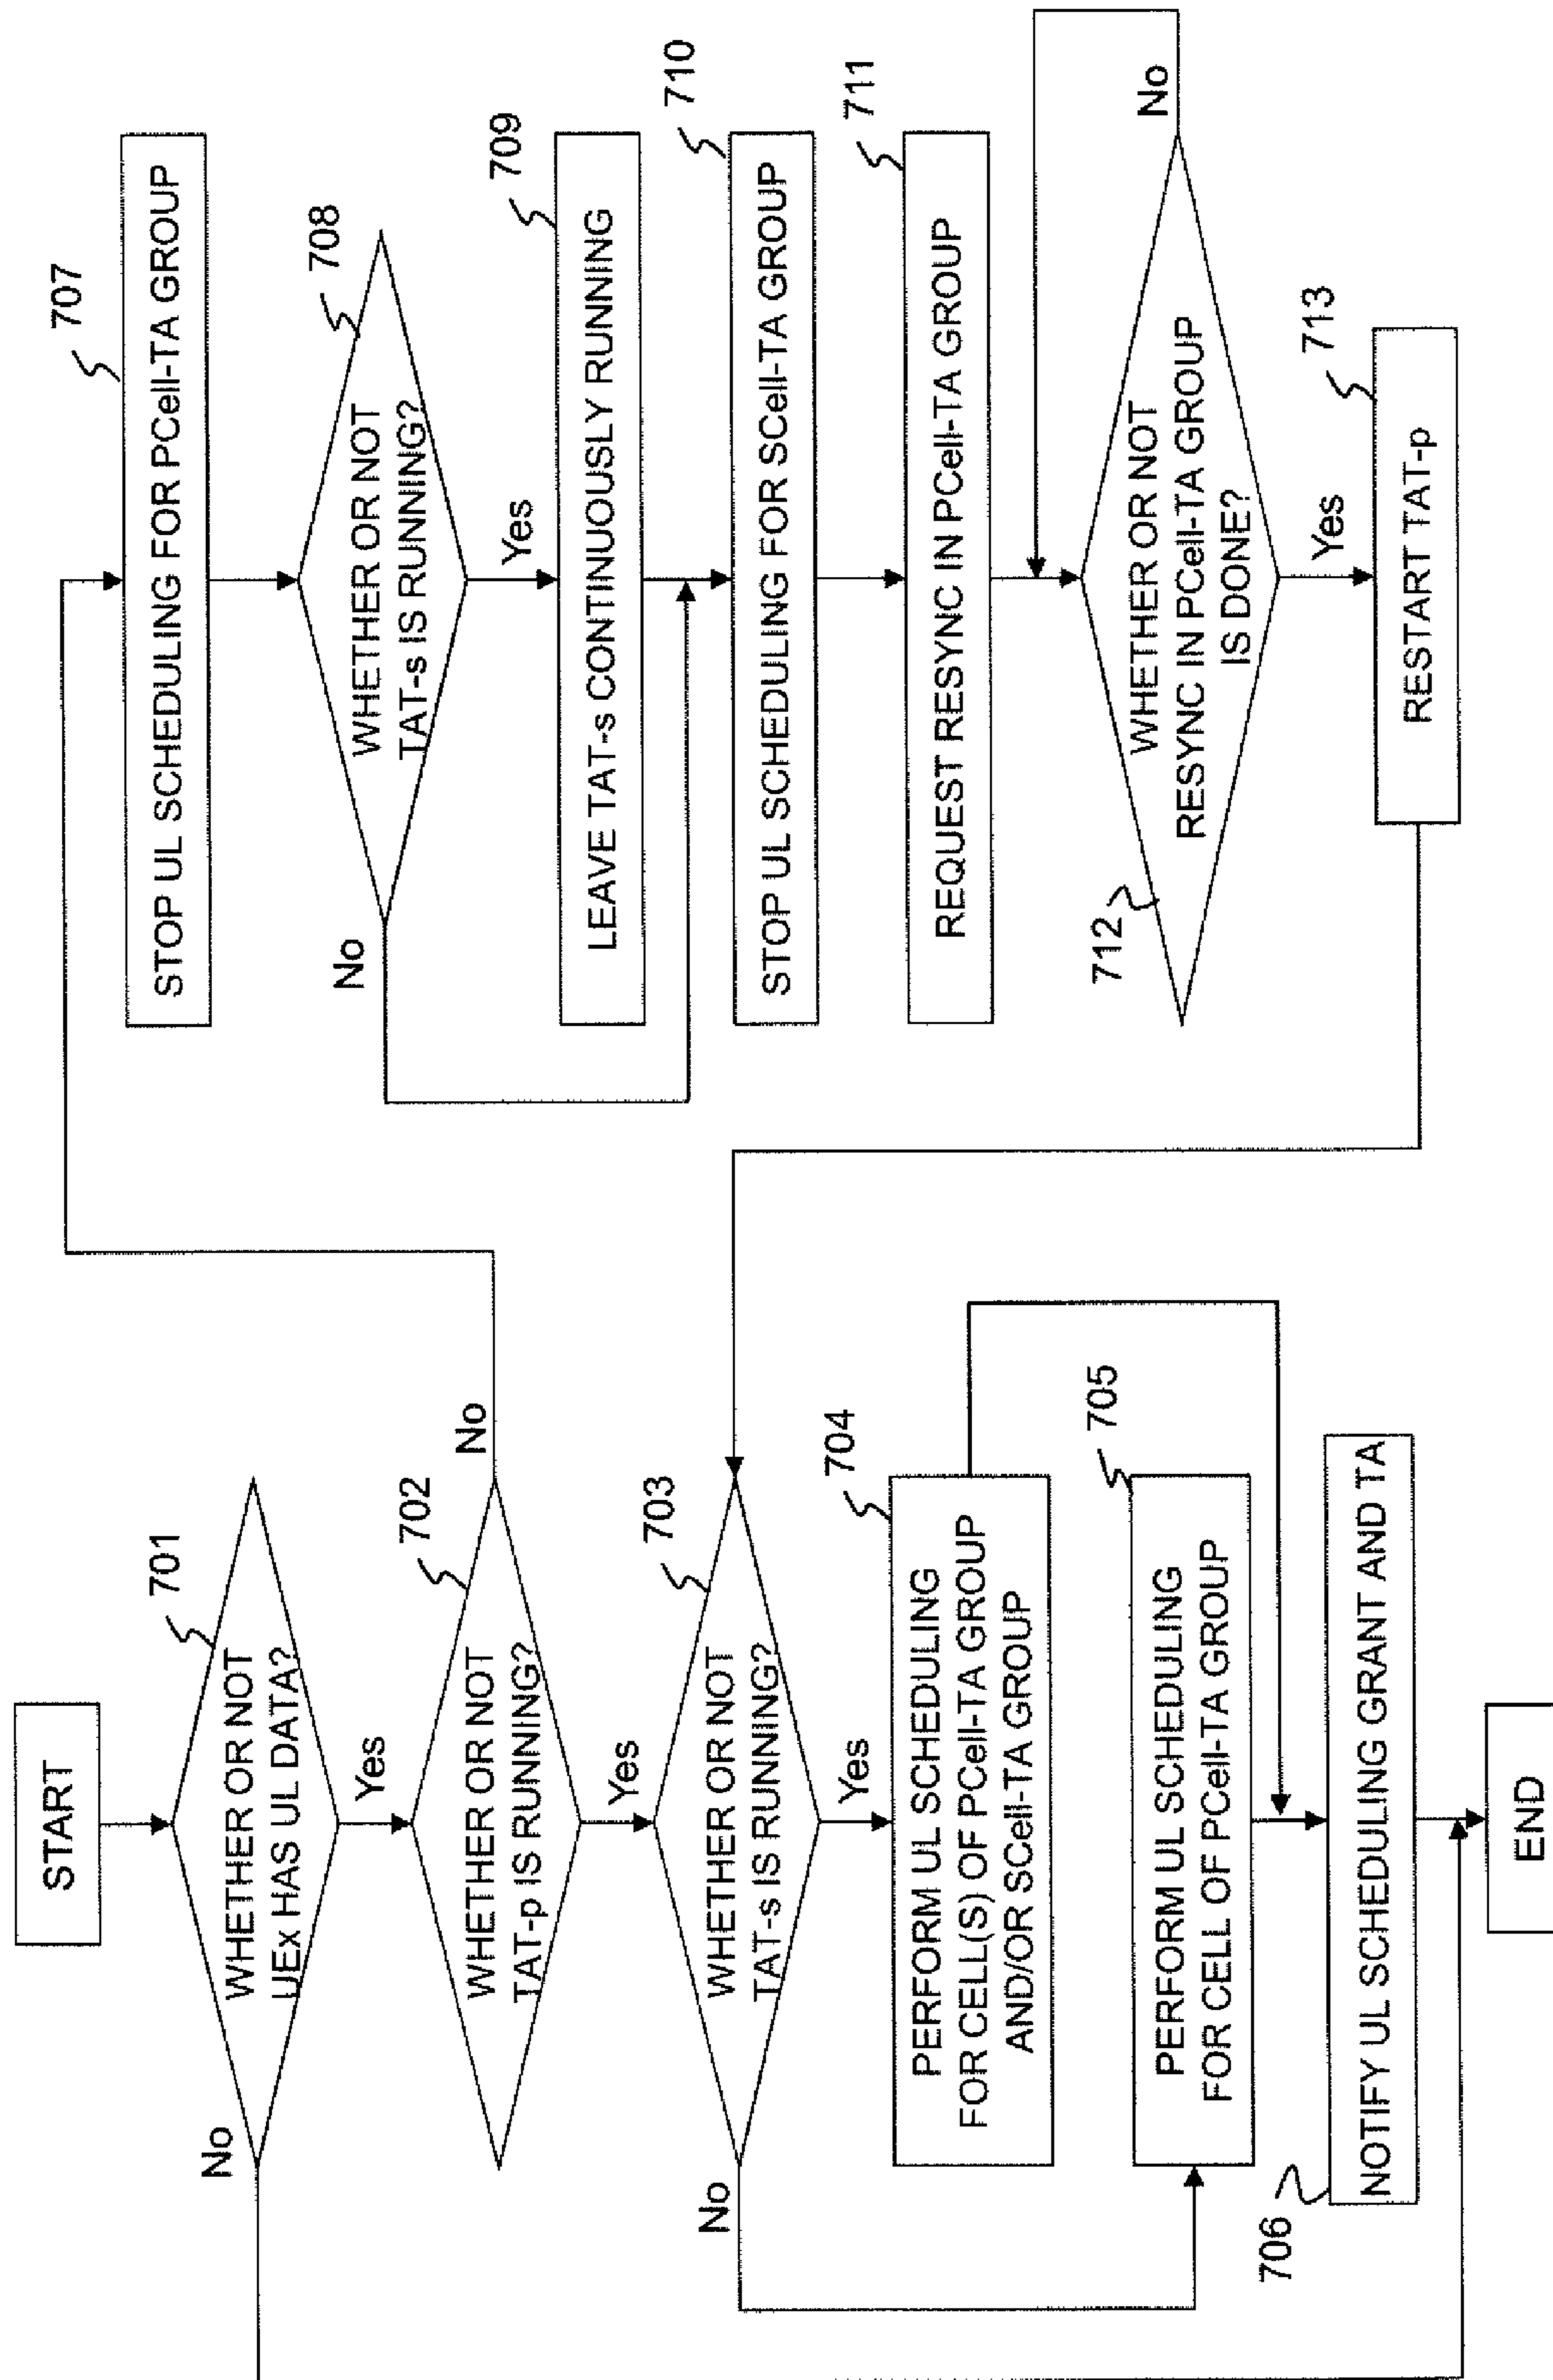 START
701
WHETHER OR NOT
UEx HAS UL DATA?
No
Yes
702
WHETHER OR NOT
TAT-p IS RUNNING?
No
Yes
703
WHETHER OR NOT
TAT-s IS RUNNING?
No
Yes
704
PERFORM UL SCHEDULING
FOR CELL(S) OF PCell-TA GROUP
AND/OR SCell-TA GROUP
705
PERFORM UL SCHEDULING
FOR CELL OF PCell-TA GROUP
706
NOTIFY UL SCHEDULING GRANT AND TA
END
707
STOP UL SCHEDULING FOR PCell-TA GROUP
708
WHETHER OR NOT
TAT-s IS RUNNING?
No
Yes
709
LEAVE TAT-s CONTINUOUSLY RUNNING
710
STOP UL SCHEDULING FOR SCell-TA GROUP
711
REQUEST RESYNC IN PCell-TA GROUP
712
WHETHER OR NOT
RESYNC IN PCell-TA GROUP
IS DONE?
No
Yes
713
RESTART TAT-p